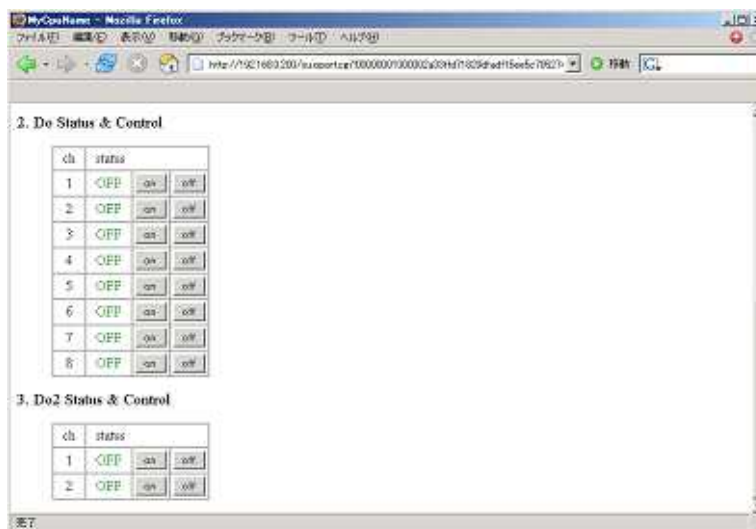 MyCpuName - Mozilla Firefox
ファイル(F) 編集(E) 表示(V) 移動(G) ブックマーク(B) ツール(T) ヘルプ(H)
移動
2. Do Status & Control
ch status
1 OFF on off
2 OFF on off
3 OFF on off
4 OFF on off
5 OFF on off
6 OFF on off
7 OFF on off
8 OFF on off
3. Do2 Status & Control
ch status
1 OFF on off
2 OFF on off
完了